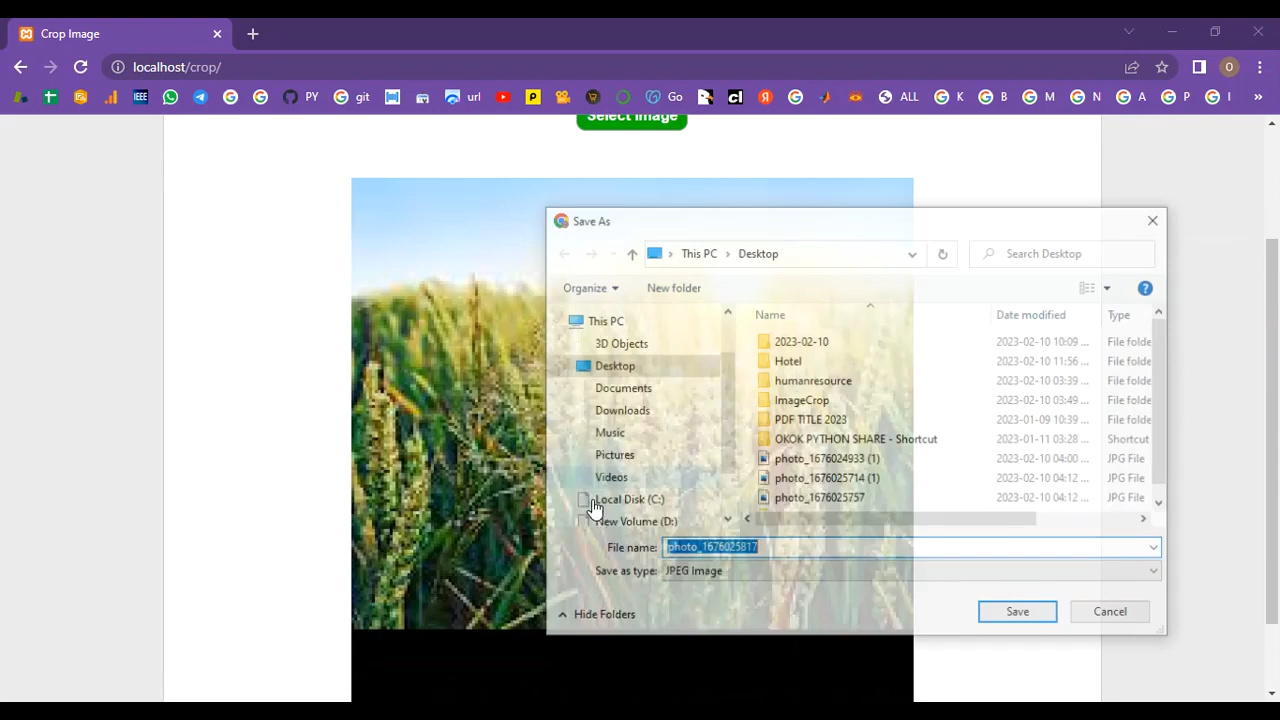 Crop Image
localhost/crop/
O
IEEE PY git url P Go cl Я ALL K B M N A P I »
Select Image
Save As
This PC › Desktop
Search Desktop
Organize New folder
Name Date modified Type
This PC
3D Objects
Desktop
Documents
Downloads
Music
Pictures
Videos
Local Disk (C:)
New Volume (D:)
2023-02-10 2023-02-10 10:09 ... File folde
Hotel 2023-02-10 11:56 ... File folde
humanresource 2023-02-10 03:39 ... File folde
ImageCrop 2023-02-10 03:49 ... File folde
PDF TITLE 2023 2023-01-09 10:39 ... File folde
OKOK PYTHON SHARE - Shortcut 2023-01-11 03:28 ... Shortcut
photo_1676024933 (1) 2023-02-10 04:00 ... JPG File
photo_1676025714 (1) 2023-02-10 04:12 ... JPG File
photo_1676025757 2023-02-10 04:12 ... JPG File
File name: photo_1676025817
Save as type: JPEG Image
Hide Folders Save Cancel